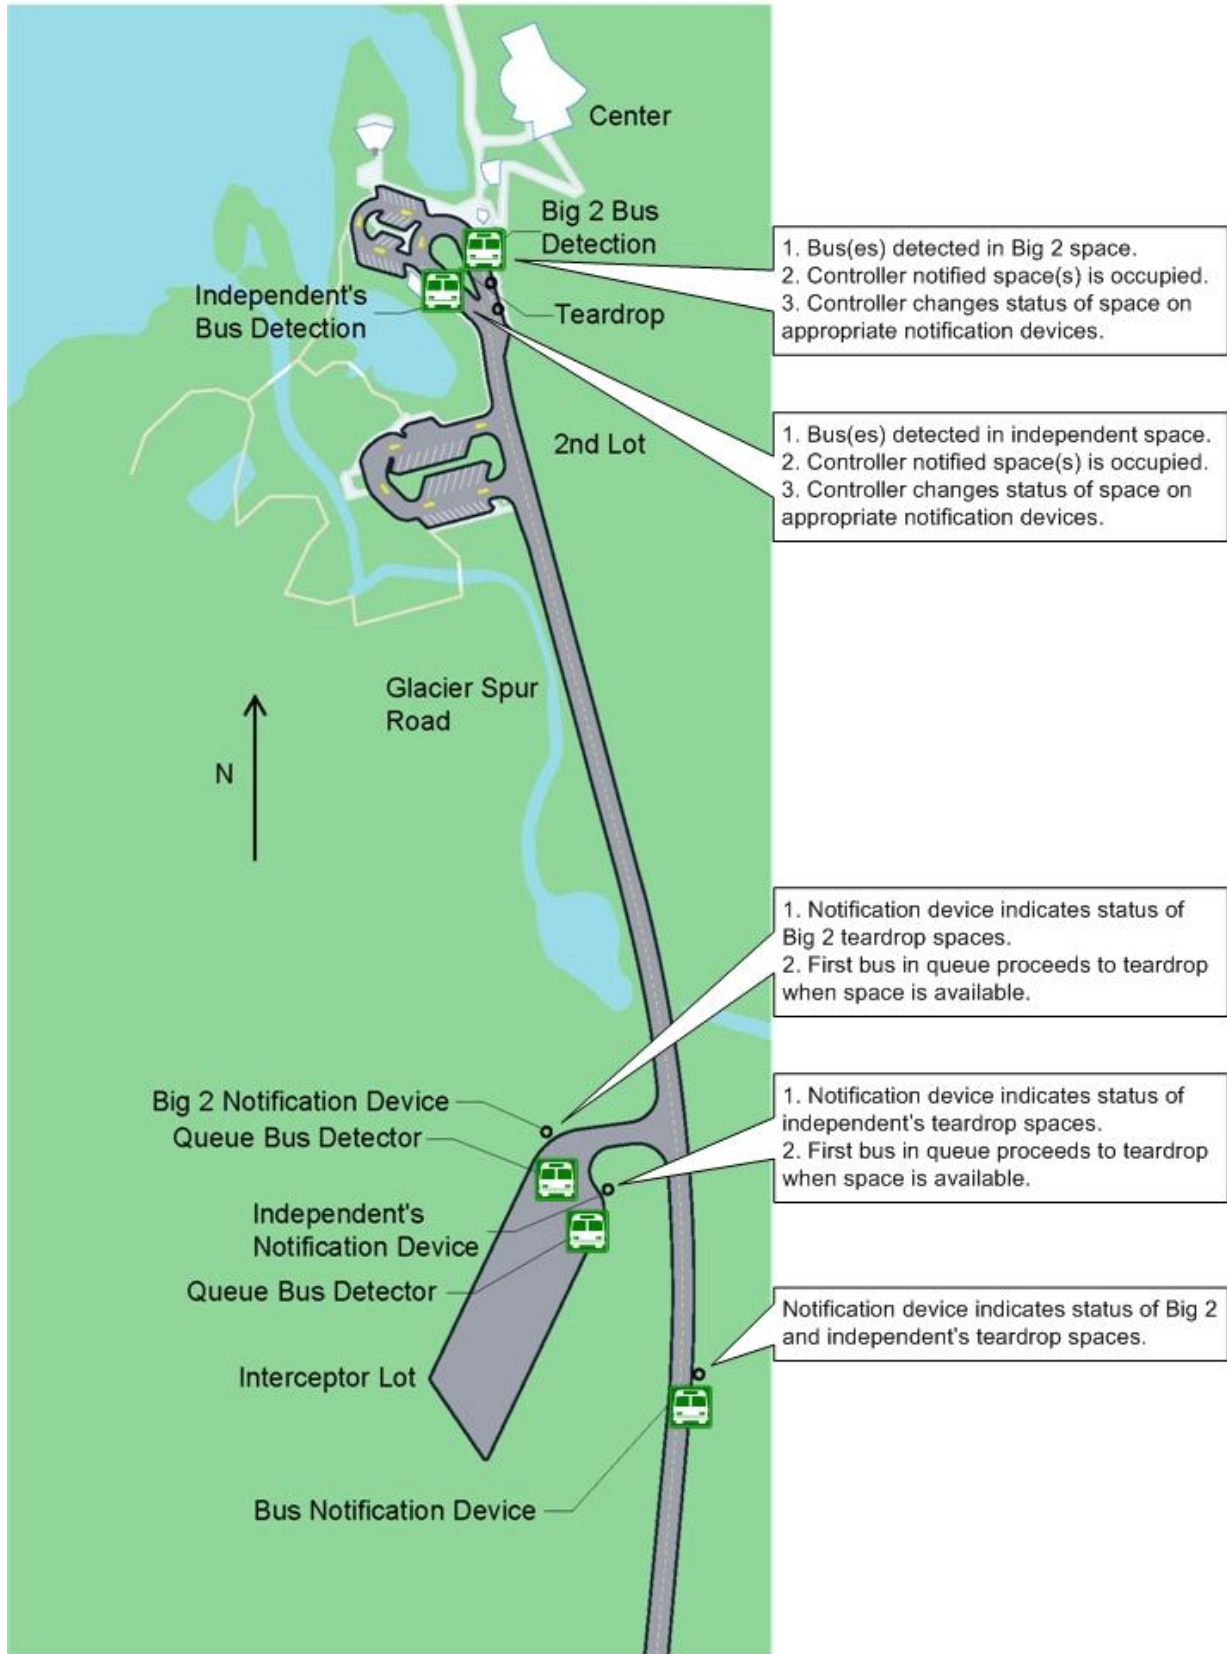 Center
Big 2 Bus
Detection
1. Bus(es) detected in Big 2 space.
2. Controller notified space(s) is occupied.
3. Controller changes status of space on
appropriate notification devices.
Independent's
Bus Detection
Teardrop
1. Bus(es) detected in independent space.
2. Controller notified space(s) is occupied.
3. Controller changes status of space on
appropriate notification devices.
2nd Lot
Glacier Spur
Road
N
1. Notification device indicates status of
Big 2 teardrop spaces.
2. First bus in queue proceeds to teardrop
when space is available.
Big 2 Notification Device
Queue Bus Detector
1. Notification device indicates status of
independent's teardrop spaces.
2. First bus in queue proceeds to teardrop
when space is available.
Independent's
Notification Device
Queue Bus Detector
Notification device indicates status of Big 2
and independent's teardrop spaces.
Interceptor Lot
Bus Notification Device